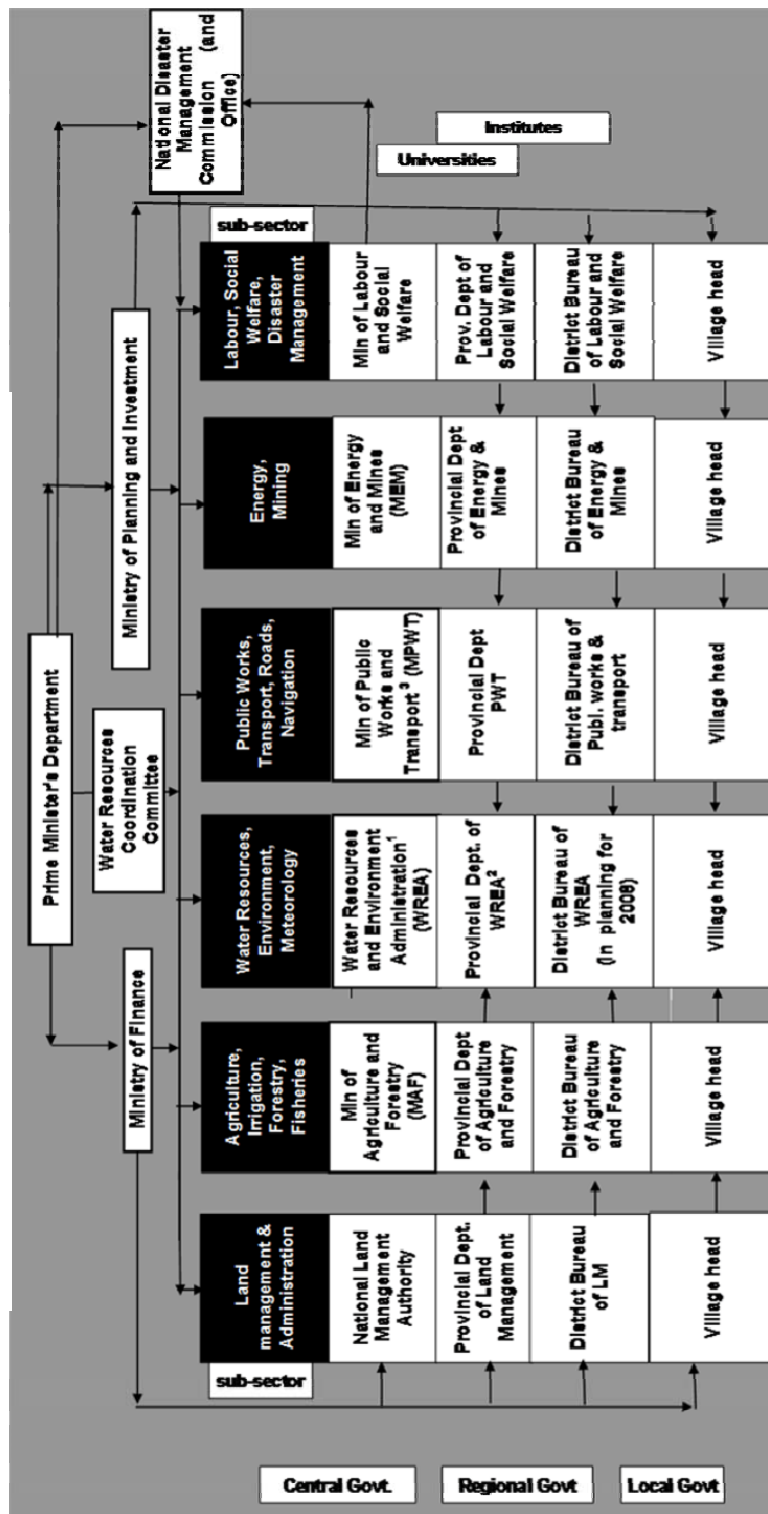 Prime Minister's Department
Water Resources
Coordination
Committee
Ministry of Finance
Ministry of Planning and Investment
National Disaster
Management
Commission (and
Office)
sub-sector
Land
management &
Administration
Agriculture,
Irrigation,
Forestry,
Fisheries
Water Resources,
Environment,
Meteorology
Public Works,
Transport, Roads,
Navigation
Energy,
Mining
Labour, Social
Welfare,
Disaster
Management
sub-sector
Universities
Institutes
Central Govt.
National Land
Management
Authority
Min of
Agriculture and
Forestry
(MAF)
Water Resources
and Environment
Administration¹
(WREA)
Min of Public
Works and
Transport ³⁾ (MPWT)
Min of Energy
and Mines
(MEM)
Min of Labour
and Social
Welfare
Regional Govt
Provincial Dept.
of Land
Management
Provincial Dept
of Agriculture
and Forestry
Provincial Dept. of
WREA²
Provincial Dept
PWT
Provincial Dept
of Energy &
Mines
Prov. Dept of
Labour and
Social Welfare
District Bureau
of LM
District Bureau
of Agriculture
and Forestry
District Bureau of
WREA
(in planning for
2008)
District Bureau of
Publ. works &
transport
District Bureau
of Energy &
Mines
District Bureau
of Labour and
Social Welfare
Local Govt
Village head
Village head
Village head
Village head
Village head
Village head